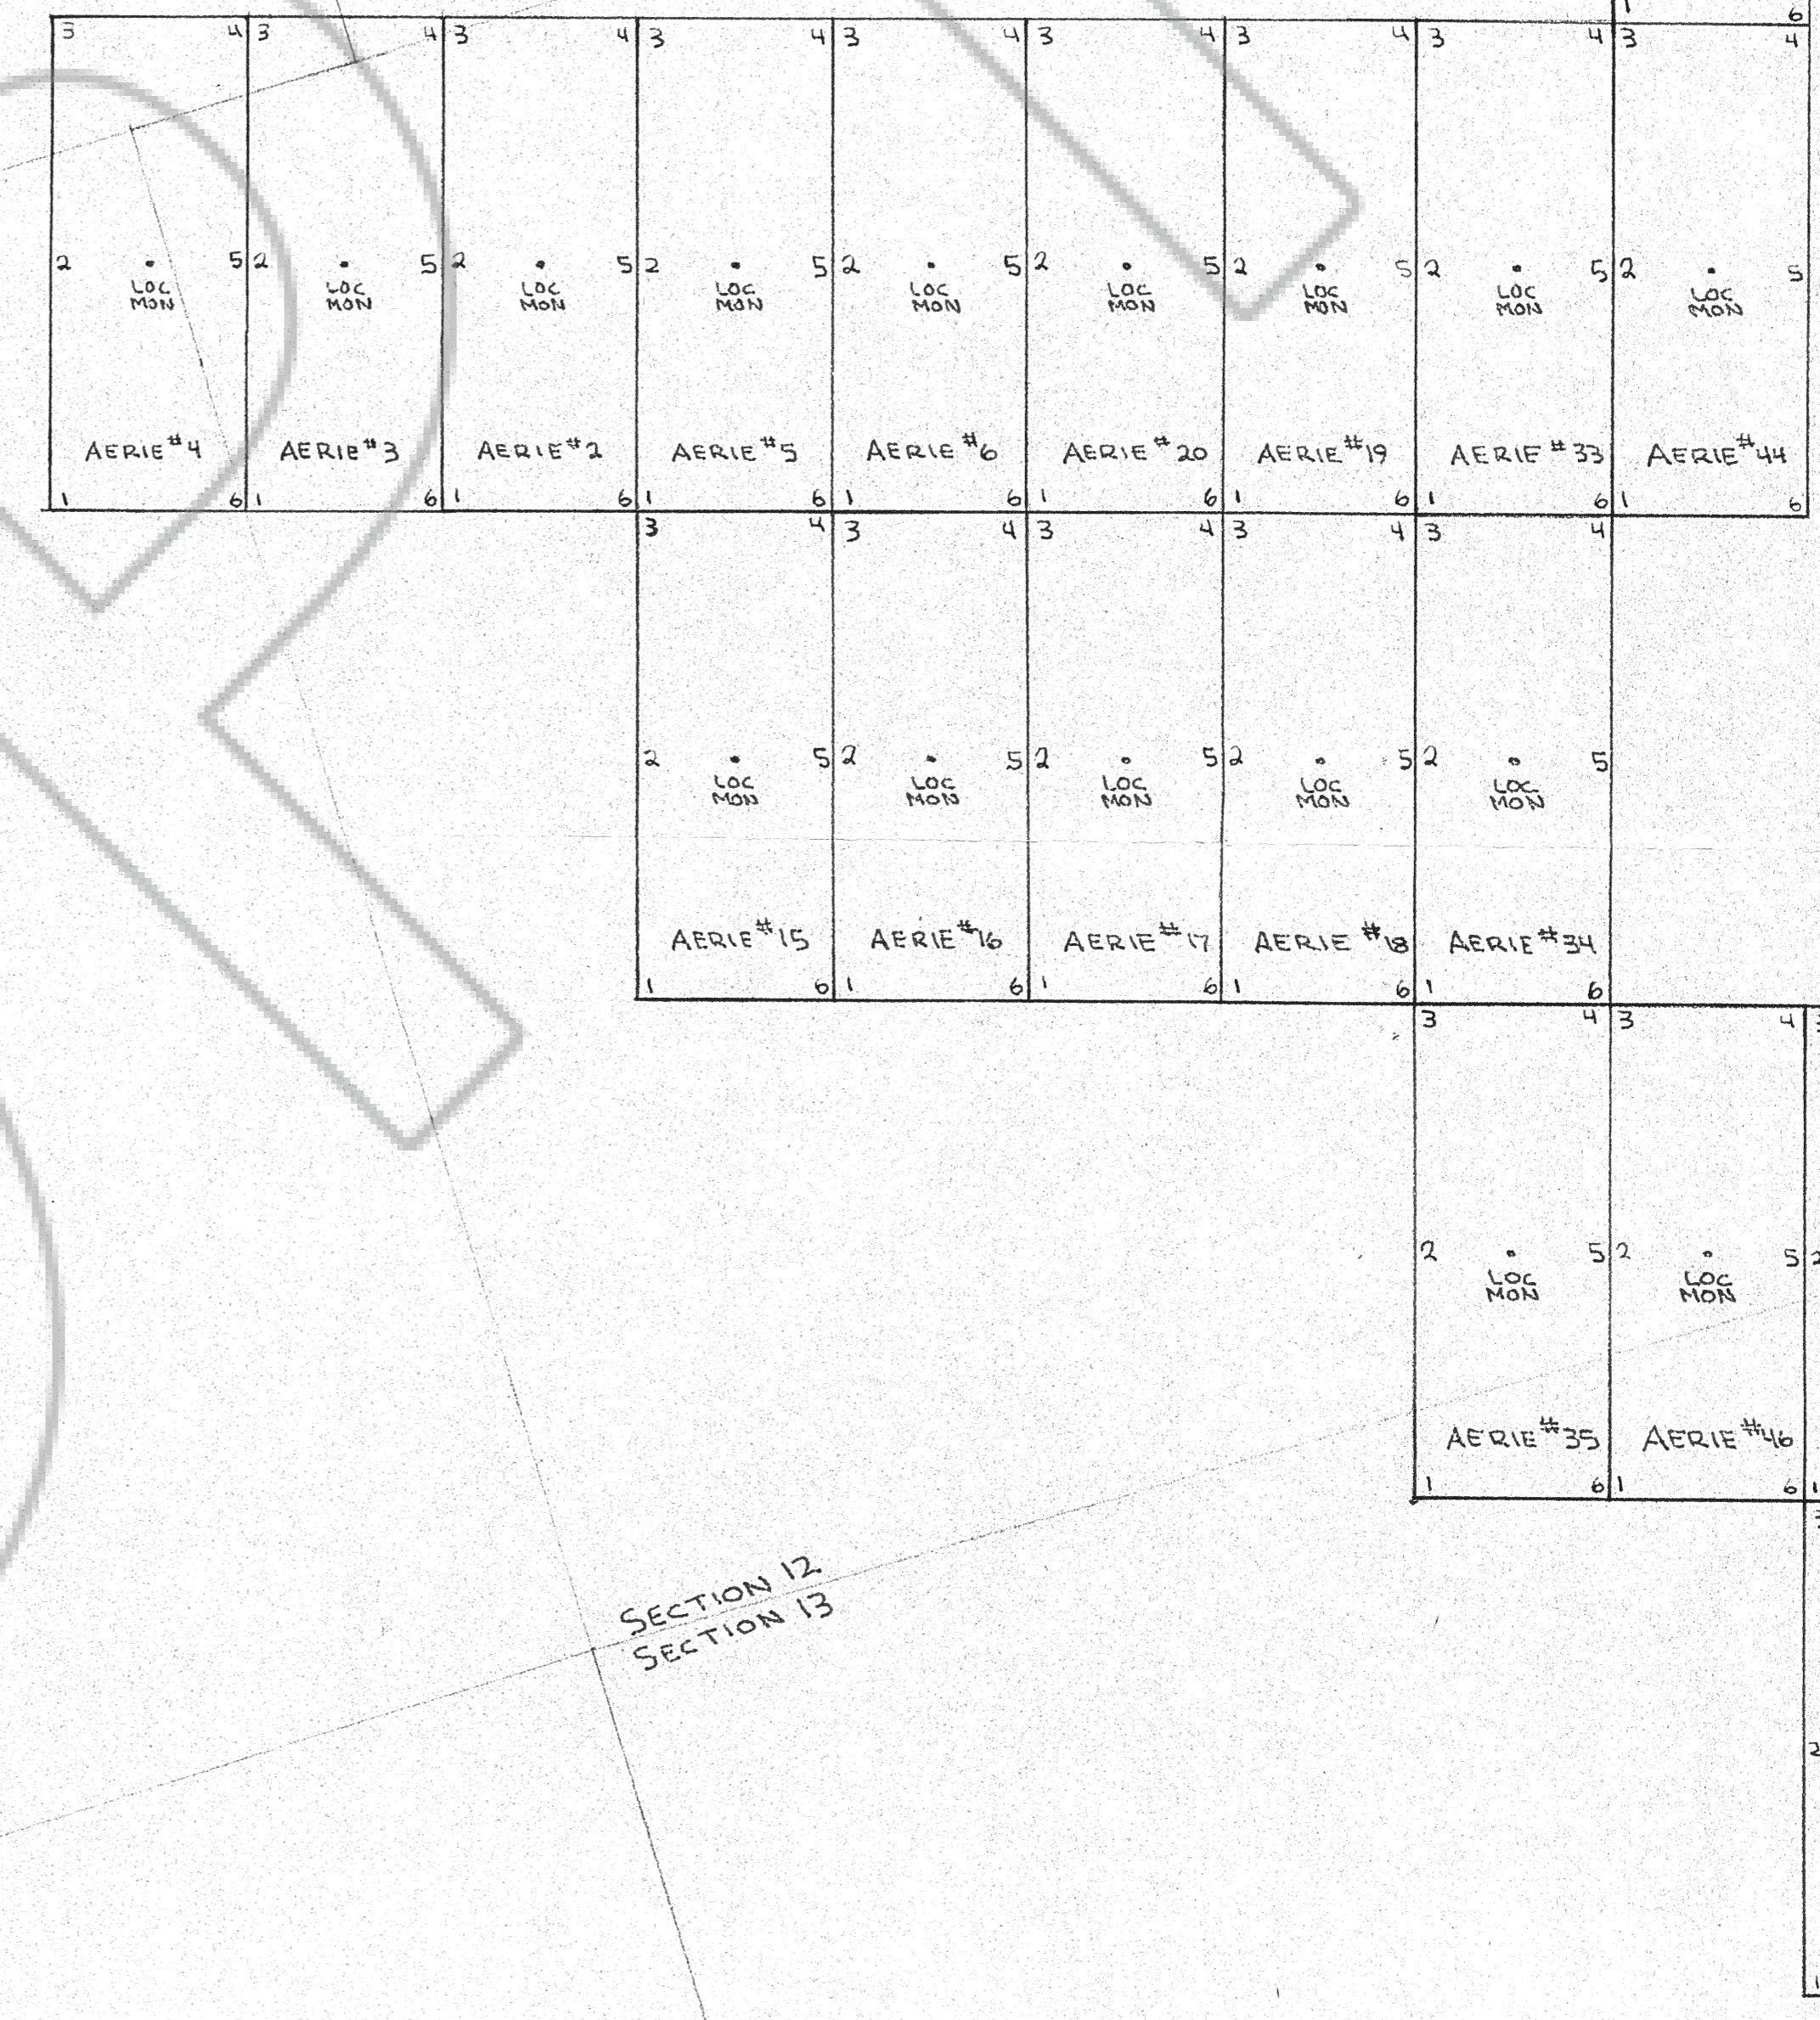 1 6
3 4 3 4 3 4 3 4 3 4 3 4 3 4 3 4 3 4
2 5 2 5 2 5 2 5 2 5 2 5 2 5 2 5 2 5
LOC LOC LOC LOC LOC LOC LOC LOC LOC
MON MON MON MON MON MON MON MON MON
AERIE #4 AERIE #3 AERIE #2 AERIE #5 AERIE #6 AERIE #20 AERIE #19 AERIE #33 AERIE #44
1 6 1 6 1 6 1 6 1 6 1 6 1 6 1 6 1 6
3 4 3 4 3 4 3 4 3 4
2 5 2 5 2 5 2 5 2 5
LOC LOC LOC LOC LOC
MON MON MON MON MON
AERIE #15 AERIE #16 AERIE #17 AERIE #18 AERIE #34
1 6 1 6 1 6 1 6 1 6
3 4 3 4
2 5 2 5 2
LOC LOC
MON MON
AERIE #35 AERIE #46
1 6 1 6 1
SECTION 12
SECTION 13
2
1